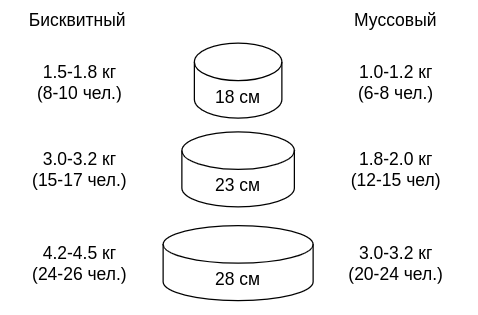 Бисквитный
Муссовый
1.5-1.8 кг
(8-10 чел.)
18 см
1.0-1.2 кг
(6-8 чел.)
3.0-3.2 кг
(15-17 чел.)
23 см
1.8-2.0 кг
(12-15 чел)
4.2-4.5 кг
(24-26 чел.)
28 см
3.0-3.2 кг
(20-24 чел.)